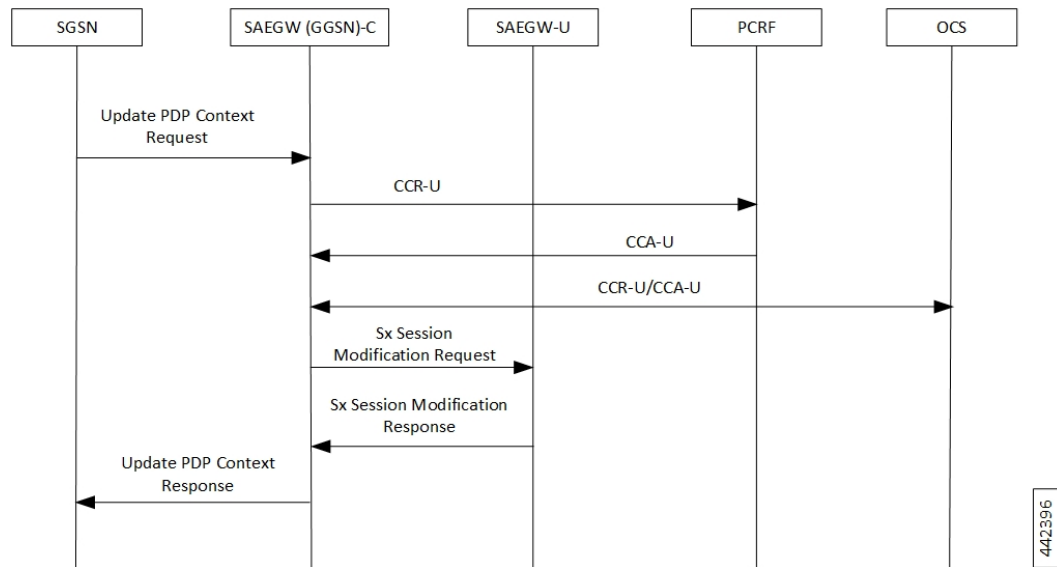 SGSN
SAEGW (GGSN)-C
SAEGW-U
PCRF
OCS
Update PDP Context
Request
CCR-U
CCA-U
CCR-U/CCA-U
Sx Session
Modification Request
Sx Session Modification
Response
Update PDP Context
Response
442396